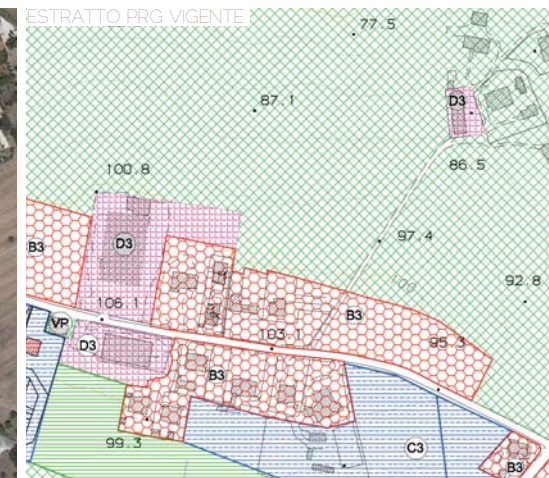 ESTRATTO PRG VIGENTE
77.5
D3
87.1
86.5
100.8
B3
D3
97.4
100
92.8
106.1
VP
B3
103.1
95.3
D3
B3
99.3
C3
B3